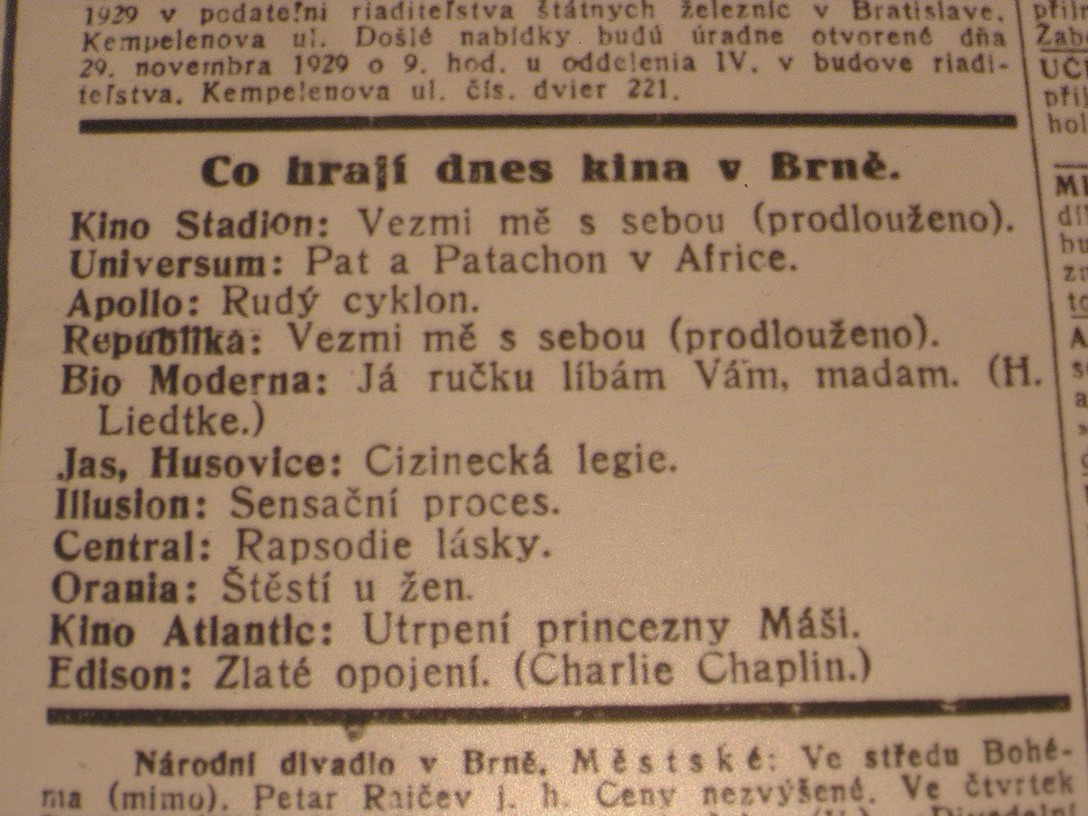 1929 v podateľni riaditeľstva štátnych železníc v Bratislave,
Kempelenova ul. Došlé nabídky budú úradne otvorené dňa
29. novembra 1929 o 9. hod. u oddelenia IV. v budove riadi-
teľstva, Kempelenova ul. čís. dvier 221.
Co hrají dnes kina v Brně.
Kino Stadion: Vezmi mě s sebou (prodlouženo).
Universum: Pat a Patachon v Africe.
Apollo: Rudý cyklon.
Republika: Vezmi mě s sebou (prodlouženo).
Bio Moderna: Já ručku líbám Vám, madam. (H.
Liedtke.)
Jas, Husovice: Cizinecká legie.
Illusion: Sensační proces.
Central: Rapsodie lásky.
Orania: Štěstí u žen.
Kino Atlantic: Utrpení princezny Máši.
Edison: Zlaté opojení. (Charlie Chaplin.)
Národní divadlo v Brně. Městské: Ve středu Bohé-
ma (mimo). Petar Raičev j. h. Ceny nezvýšené. Ve čtvrtek